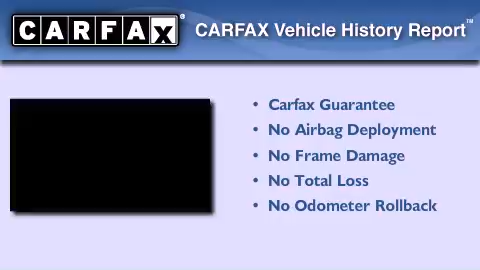 CARFAX® CARFAX Vehicle History Report™
• Carfax Guarantee
• No Airbag Deployment
• No Frame Damage
• No Total Loss
• No Odometer Rollback